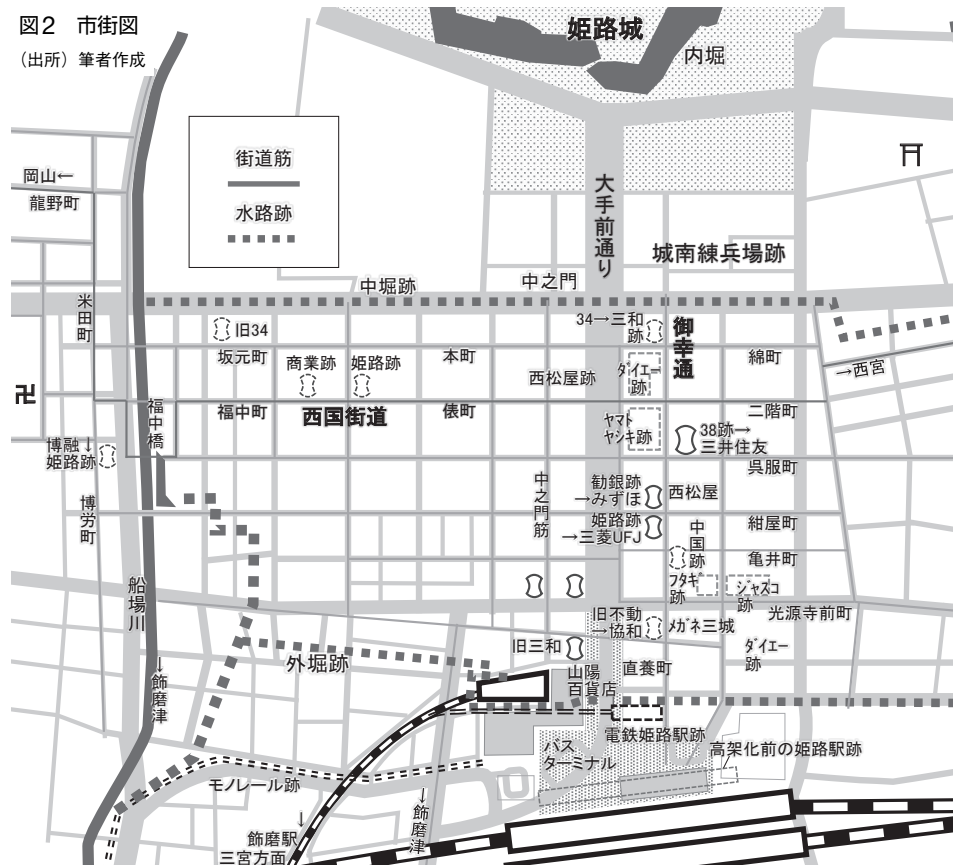 図2　市街図
（出所）筆者作成
姫路城
内堀
街道筋
水路跡
岡山←
龍野町
大手前通り
城南練兵場跡
中堀跡
中之門
米田町
旧34
34→三和
跡
御幸通
坂元町
商業跡
姫路跡
本町
西松屋跡
ダイエー
跡
綿町
→西宮
卍
福中町
西国街道
俵町
二階町
福中橋
ヤマト
ヤシキ跡
38跡→
三井住友
博融↓
姫路跡
呉服町
中之門筋
勧銀跡
→みずほ
西松屋
博労町
姫路跡
→三菱UFJ
中国跡
紺屋町
亀井町
フタギ
跡
ジャスコ
跡
船場川
旧不動
→協和
メガネ三城
光源寺前町
旧三和
ダイエー
跡
外堀跡
山陽
百貨店
直養町
↓飾磨津
電鉄姫路駅跡
バス
ターミナル
高架化前の姫路駅跡
モノレール跡
↓飾磨津
↓
飾磨駅
三宮方面